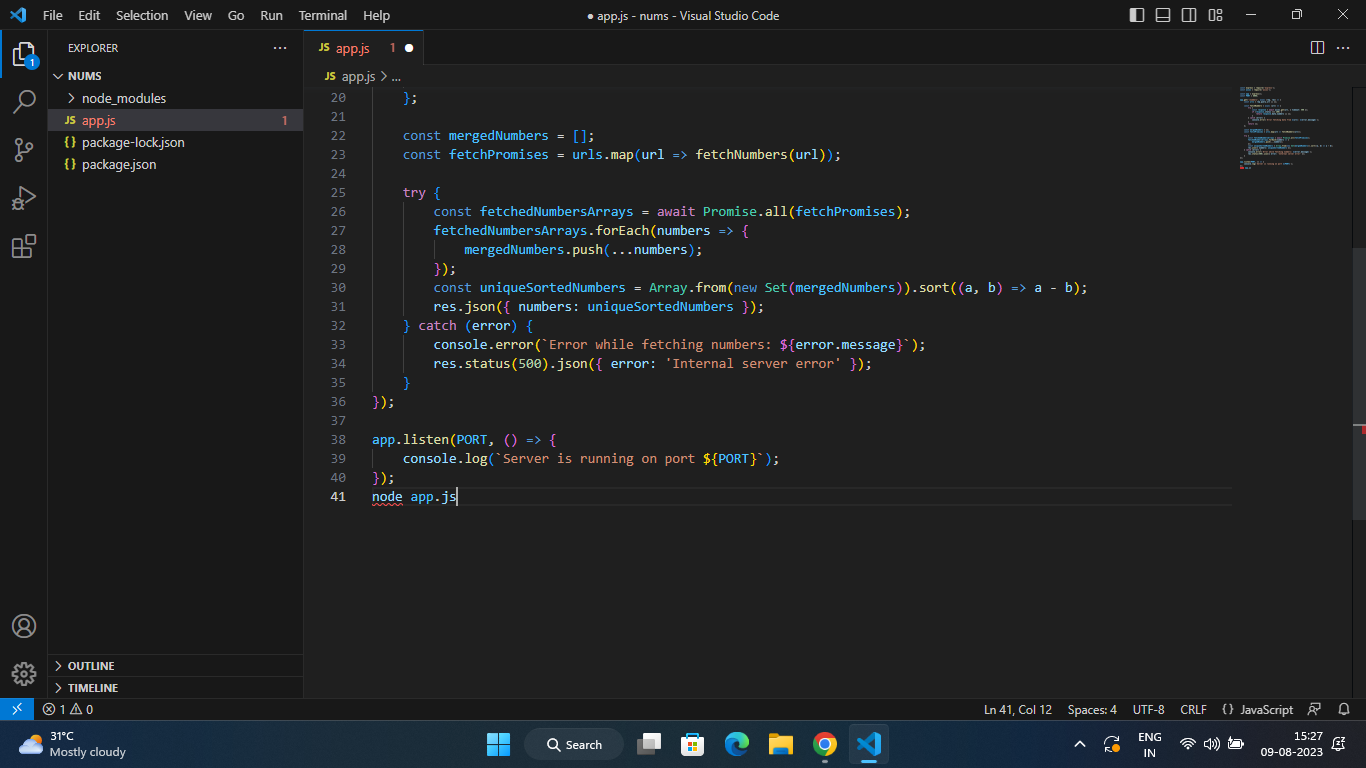 File Edit Selection View Go Run Terminal Help
● app.js - nums - Visual Studio Code
EXPLORER
JS app.js 1
1
NUMS
JS app.js > ...
node_modules
JS app.js 1
{} package-lock.json
{} package.json
20 };
21
22 const mergedNumbers = [];
23 const fetchPromises = urls.map(url => fetchNumbers(url));
24
25 try {
26 const fetchedNumbersArrays = await Promise.all(fetchPromises);
27 fetchedNumbersArrays.forEach(numbers => {
28 mergedNumbers.push(...numbers);
29 });
30 const uniqueSortedNumbers = Array.from(new Set(mergedNumbers)).sort((a, b) => a - b);
31 res.json({ numbers: uniqueSortedNumbers });
32 } catch (error) {
33 console.error(`Error while fetching numbers: ${error.message}`);
34 res.status(500).json({ error: 'Internal server error' });
35 }
36 });
37
38 app.listen(PORT, () => {
39 console.log(`Server is running on port ${PORT}`);
40 });
41 node app.js
OUTLINE
TIMELINE
1 0
Ln 41, Col 12 Spaces: 4 UTF-8 CRLF {} JavaScript
31°C
Mostly cloudy
Search
ENG
IN
15:27
09-08-2023